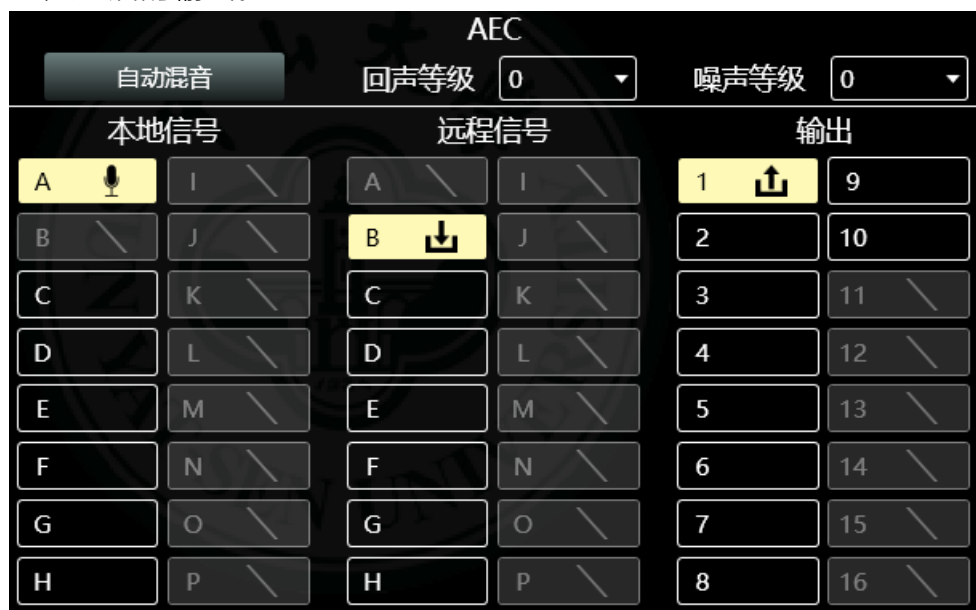 AEC
自动混音 回声等级 0 噪声等级 0
本地信号 远程信号 输出
A I A I 1 9
B J B J 2 10
C K C K 3 11
D L D L 4 12
E M E M 5 13
F N F N 6 14
G O G O 7 15
H P H P 8 16